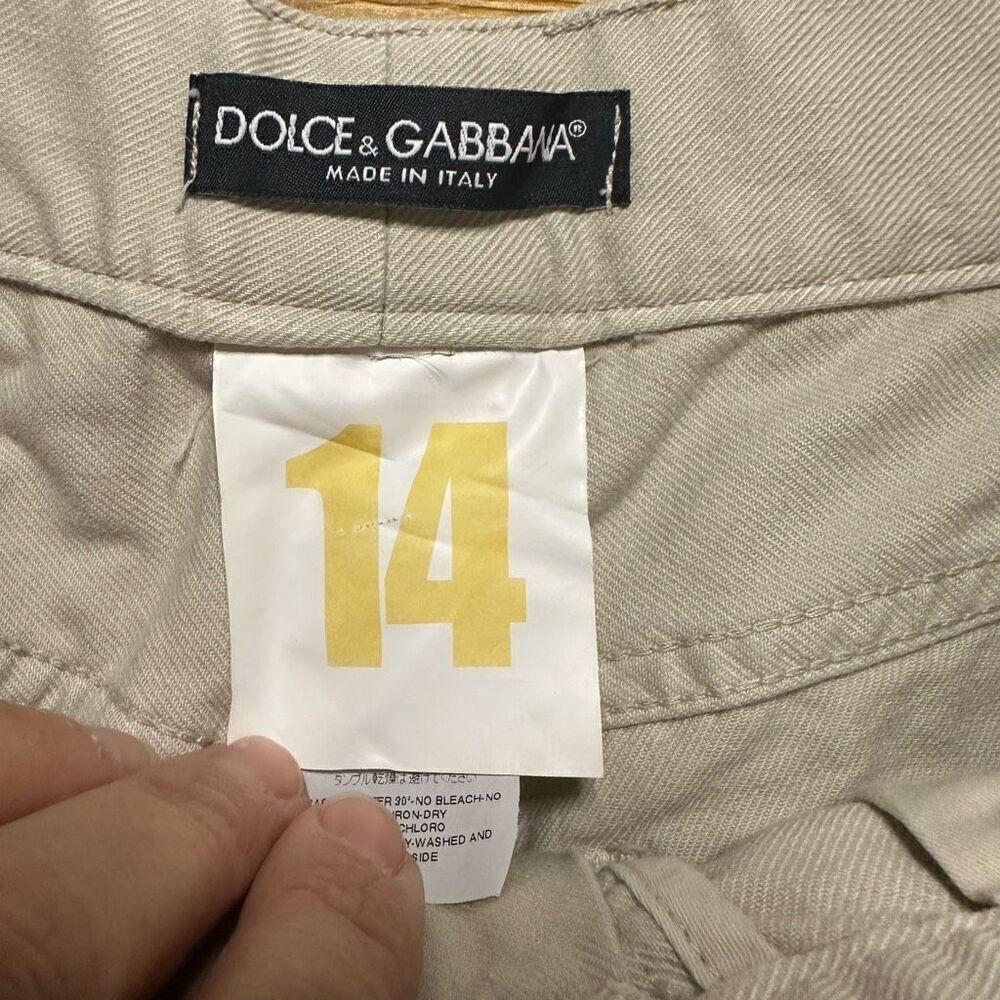 DOLCE & GABBANA®
MADE IN ITALY
14
タンブル乾燥は避けてください
ER 30°-NO BLEACH-NO
IRON-DRY
CHLORO
Y-WASHED AND
SIDE